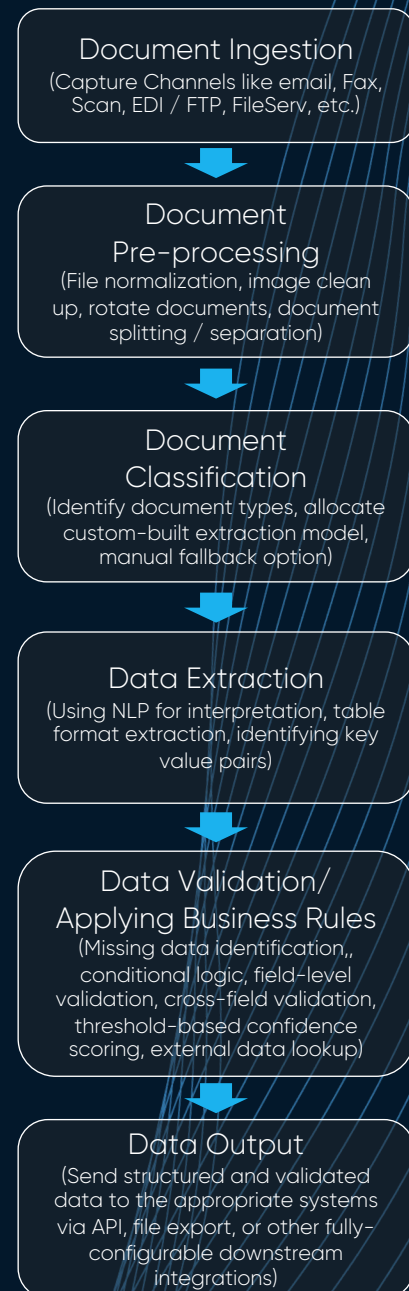 Document Ingestion
(Capture Channels like email, Fax,
Scan, EDI / FTP, FileServ, etc.)
Document
Pre-processing
(File normalization, image clean
up, rotate documents, document
splitting / separation)
Document
Classification
(Identify document types, allocate
custom-built extraction model,
manual fallback option)
Data Extraction
(Using NLP for interpretation, table
format extraction, identifying key
value pairs)
Data Validation/
Applying Business Rules
(Missing data identification,,
conditional logic, field-level
validation, cross-field validation,
threshold-based confidence
scoring, external data lookup)
Data Output
(Send structured and validated
data to the appropriate systems
via API, file export, or other fully-
configurable downstream
integrations)